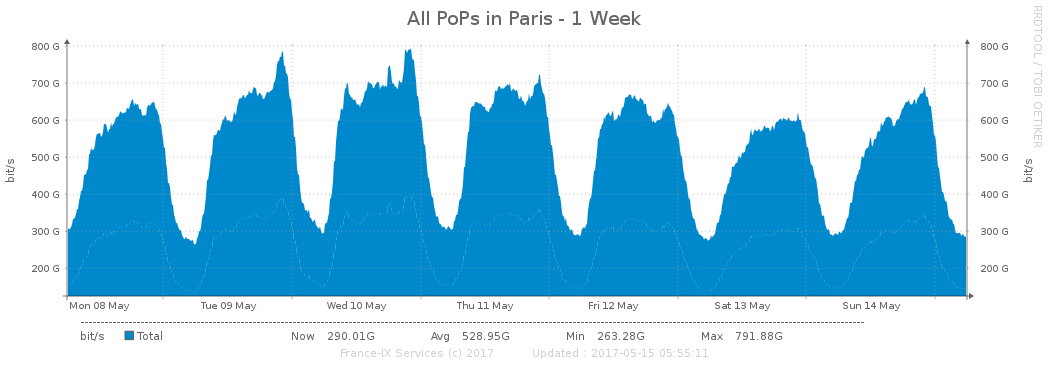 All PoPs in Paris - 1 Week
RRDTOOL / TOBI OETIKER
bit/s
800 G
700 G
600 G
500 G
400 G
300 G
200 G
800 G
700 G
600 G
500 G
400 G
300 G
200 G
bit/s
Mon 08 May Tue 09 May Wed 10 May Thu 11 May Fri 12 May Sat 13 May Sun 14 May
bit/s Total Now 290.01G Avg 528.95G Min 263.28G Max 791.88G
France-IX Services (c) 2017 Updated : 2017-05-15 05:55:11